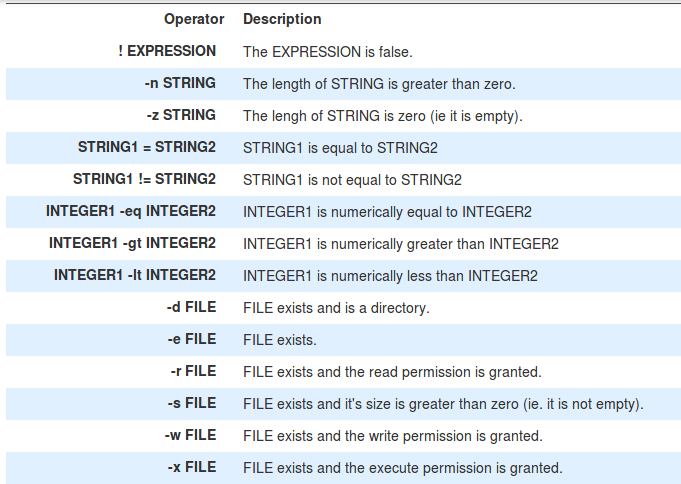 Operator Description
! EXPRESSION The EXPRESSION is false.
-n STRING The length of STRING is greater than zero.
-z STRING The lengh of STRING is zero (ie it is empty).
STRING1 = STRING2 STRING1 is equal to STRING2
STRING1 != STRING2 STRING1 is not equal to STRING2
INTEGER1 -eq INTEGER2 INTEGER1 is numerically equal to INTEGER2
INTEGER1 -gt INTEGER2 INTEGER1 is numerically greater than INTEGER2
INTEGER1 -lt INTEGER2 INTEGER1 is numerically less than INTEGER2
-d FILE FILE exists and is a directory.
-e FILE FILE exists.
-r FILE FILE exists and the read permission is granted.
-s FILE FILE exists and it's size is greater than zero (ie. it is not empty).
-w FILE FILE exists and the write permission is granted.
-x FILE FILE exists and the execute permission is granted.